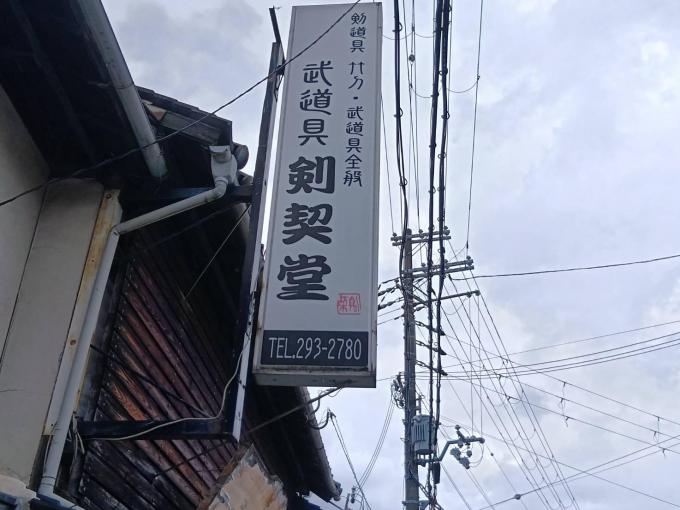 剣道具 竹刀・武道具全般
武道具 剣契堂
TEL.293-2780